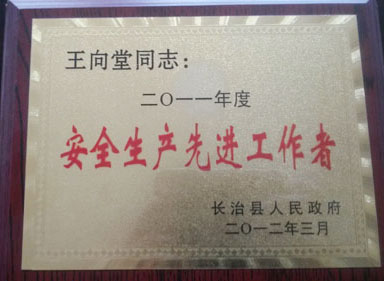 王向堂同志：
二〇一一年度
安全生产先进工作者
长治县人民政府
二〇一二年三月